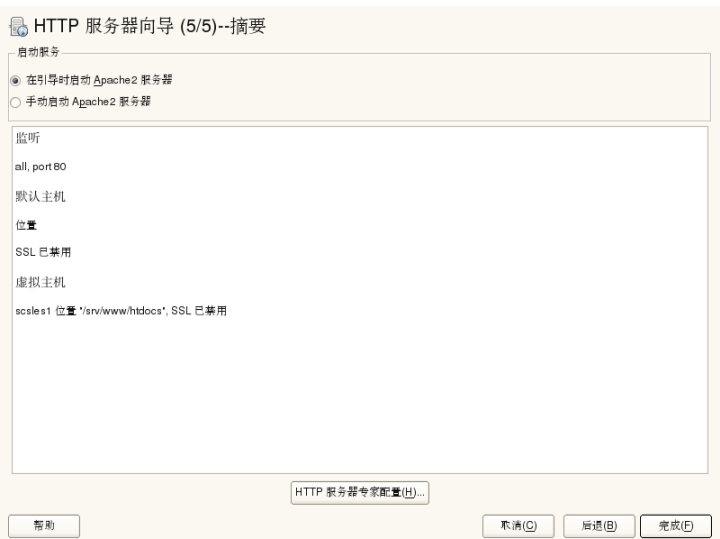 HTTP 服务器向导 (5/5)--摘要
启动服务
在引导时启动 Apache2 服务器
手动启动 Apache2 服务器
监听
all, port 80
默认主机
位置
SSL 已禁用
虚拟主机
scsles1 位置 "/srv/www/htdocs", SSL 已禁用
HTTP 服务器专家配置(H)...
帮助
取消(C)
后退(B)
完成(F)